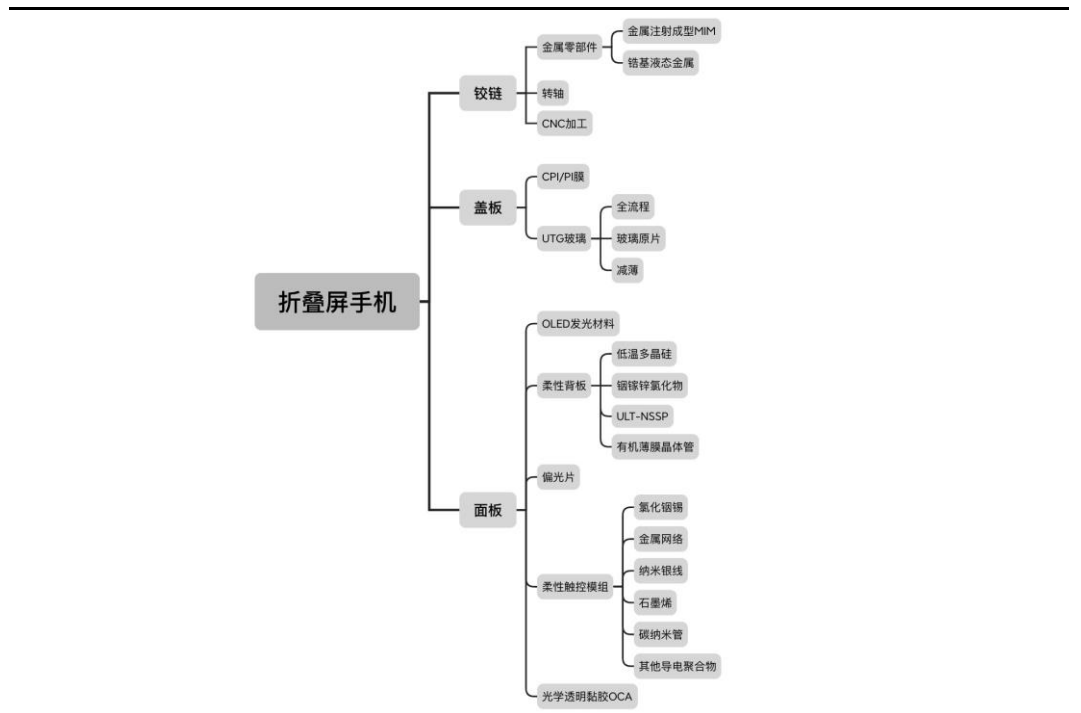 折叠屏手机
铰链
金属零部件
金属注射成型MIM
锆基液态金属
转轴
CNC加工
盖板
CPI/PI膜
UTG玻璃
全流程
玻璃原片
减薄
面板
OLED发光材料
柔性背板
低温多晶硅
铟镓锌氯化物
ULT-NSSP
有机薄膜晶体管
偏光片
柔性触控模组
氯化铟锡
金属网络
纳米银线
石墨烯
碳纳米管
其他导电聚合物
光学透明黏胶OCA